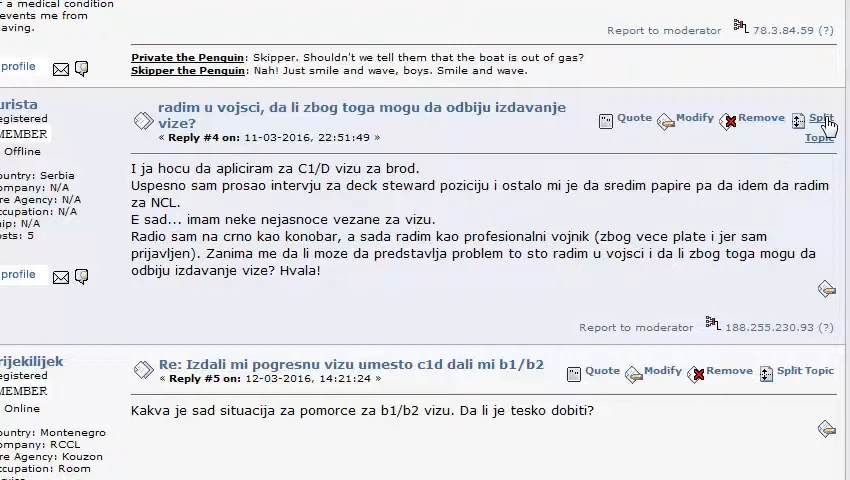 r a medical condition
events me from
aving.
Report to moderator 78.3.84.59 (?)
Private the Penguin: Skipper. Shouldn't we tell them that the boat is out of gas?
profile
Skipper the Penguin: Nah! Just smile and wave, boys. Smile and wave.
urista
egistered
MEMBER
Offline
radim u vojsci, da li zbog toga mogu da odbiju izdavanje
vize?
« Reply #4 on: 11-03-2016, 22:51:49 »
Quote Modify Remove Split
Topic
ountry: Serbia
ompany: N/A
re Agency: N/A
ccupation: N/A
hip: N/A
osts: 5
profile
I ja hocu da apliciram za C1/D vizu za brod.
Uspesno sam prosao intervju za deck steward poziciju i ostalo mi je da sredim papire pa da idem da radim
za NCL.
E sad... imam neke nejasnoce vezane za vizu.
Radio sam na crno kao konobar, a sada radim kao profesionalni vojnik (zbog vece plate i jer sam
prijavljen). Zanima me da li moze da predstavlja problem to sto radim u vojsci i da li zbog toga mogu da
odbiju izdavanje vize? Hvala!
Report to moderator 188.255.230.93 (?)
rijekilijek
egistered
MEMBER
Online
Re: Izdali mi pogresnu vizu umesto c1d dali mi b1/b2
« Reply #5 on: 12-03-2016, 14:21:24 »
Quote Modify Remove Split Topic
Kakva je sad situacija za pomorce za b1/b2 vizu. Da li je tesko dobiti?
ountry: Montenegro
ompany: RCCL
re Agency: Kouzon
ccupation: Room